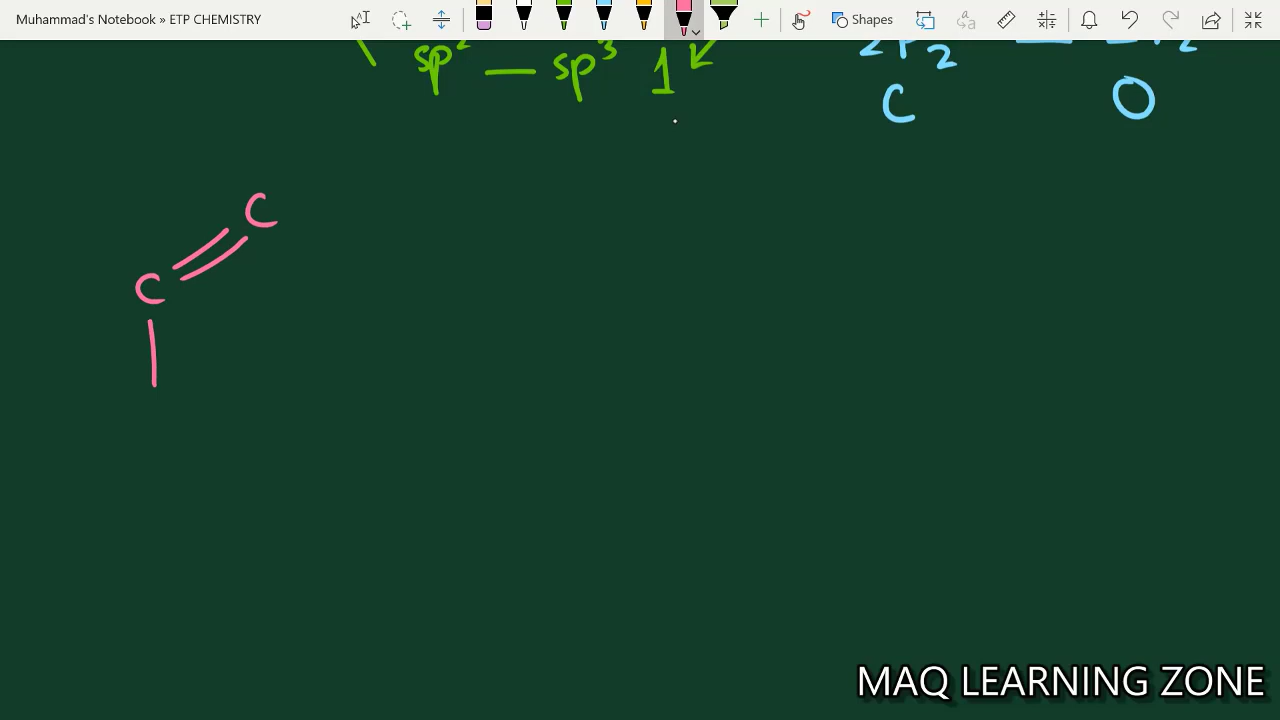 Muhammad's Notebook » ETP CHEMISTRY
Shapes
sp² — sp³ 1
C O
C
C
MAQ LEARNING ZONE